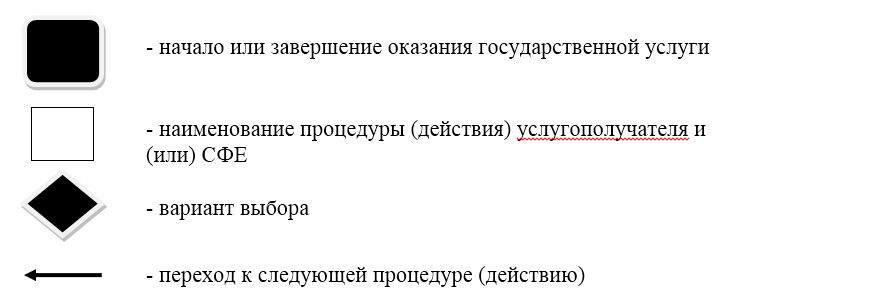 - начало или завершение оказания государственной услуги
- наименование процедуры (действия) услугополучателя и
(или) СФЕ
- вариант выбора
- переход к следующей процедуре (действию)